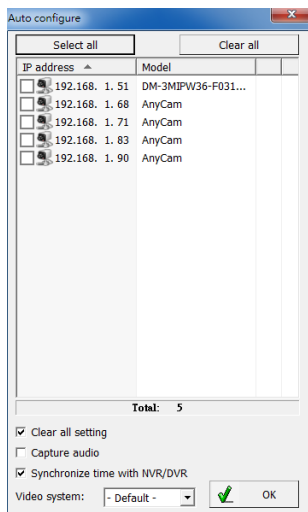 Auto configure
Select all Clear all
IP address Model
192.168. 1. 51 DM-3MIPW36-F031...
192.168. 1. 68 AnyCam
192.168. 1. 71 AnyCam
192.168. 1. 83 AnyCam
192.168. 1. 90 AnyCam
Total: 5
Clear all setting
Capture audio
Synchronize time with NVR/DVR
Video system: - Default - OK